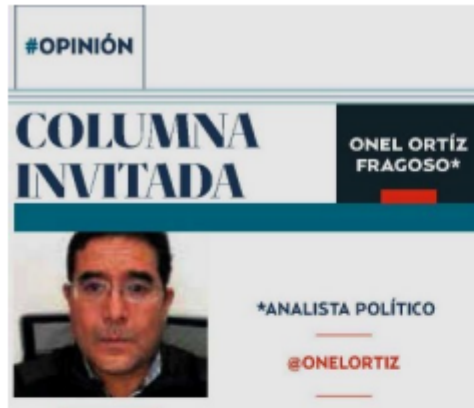 #OPINIÓN
COLUMNA
INVITADA
ONEL ORTÍZ
FRAGOSO*
*ANALISTA POLÍTICO
@ONELORTIZ